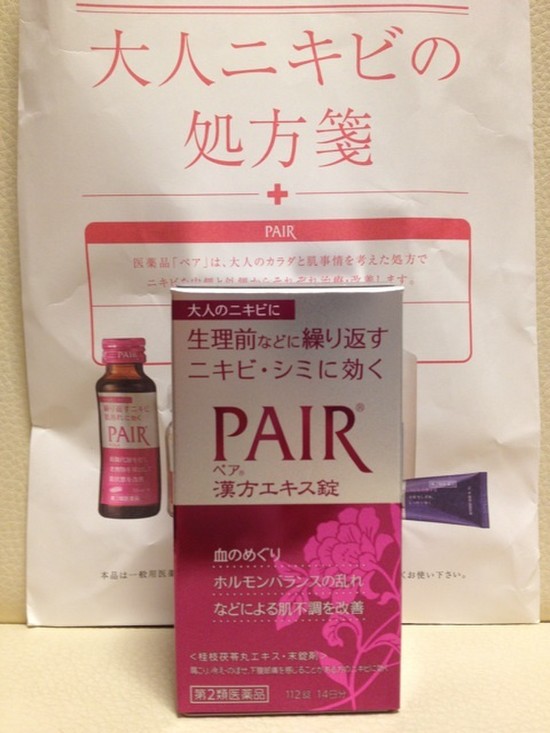 大人ニキビの
処方箋
PAIR
医薬品「ペア」は、大人のカラダと肌事情を考えた処方で
PAIR
PAIR
大人のニキビに
生理前などに繰り返す
ニキビ・シミに効く
PAIR®
ペア®
漢方エキス錠
血のめぐり
ホルモンバランスの乱れ
などによる肌不調を改善
<桂枝茯苓丸エキス・末錠剤>
第2類医薬品 112錠 14日分
本品は一般用医薬
くお使い下さい。